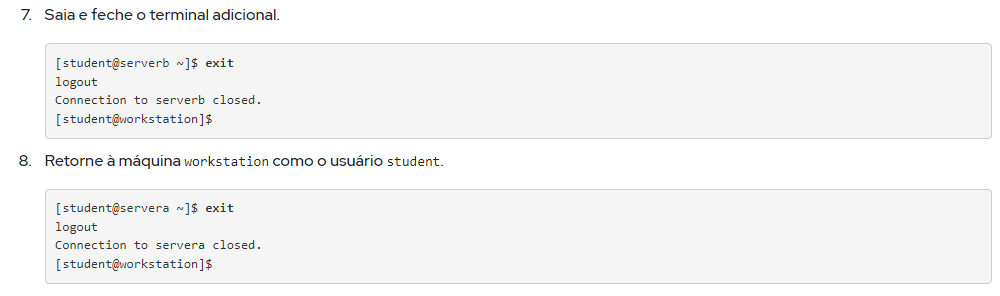 7. Saia e feche o terminal adicional.
[student@serverb ~]$ exit
logout
Connection to serverb closed.
[student@workstation]$
8. Retorne à máquina workstation como o usuário student.
[student@servera ~]$ exit
logout
Connection to servera closed.
[student@workstation]$